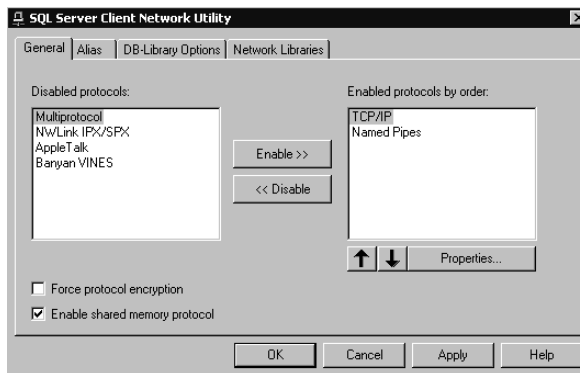 SQL Server Client Network Utility
General
Alias
DB-Library Options
Network Libraries
Disabled protocols:
Multiprotocol
NWLink IPX/SPX
AppleTalk
Banyan VINES
Enable >>
<< Disable
Enabled protocols by order:
TCP/IP
Named Pipes
Properties...
Force protocol encryption
Enable shared memory protocol
OK
Cancel
Apply
Help